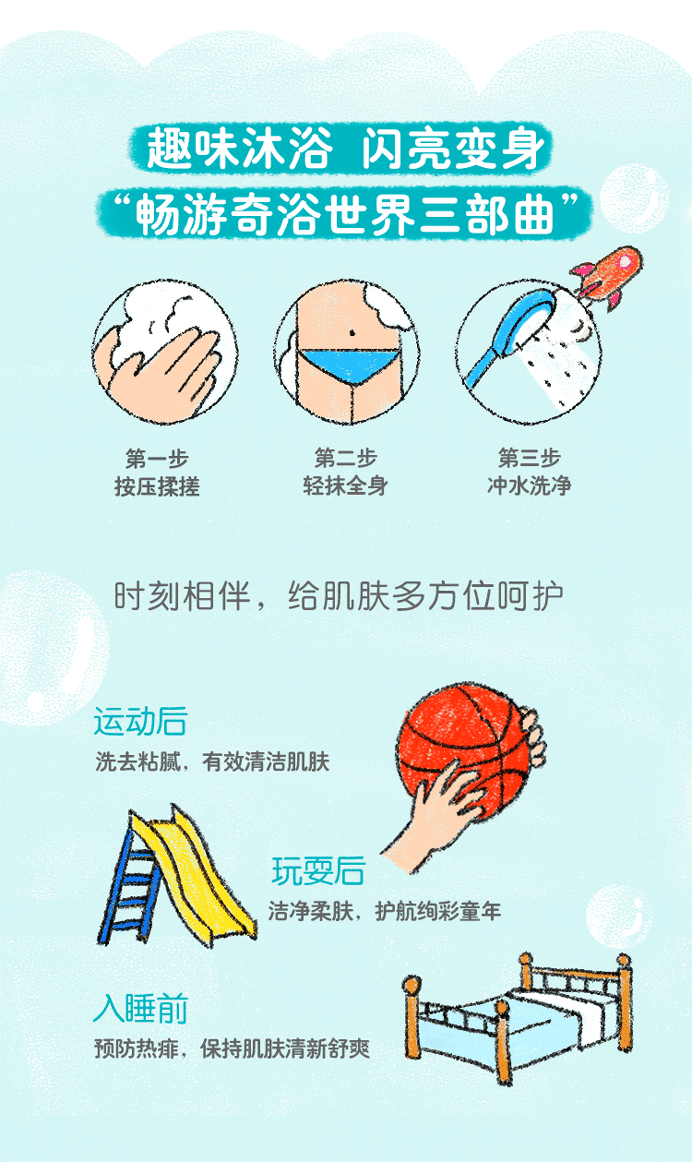 趣味沐浴 闪亮变身
“畅游奇浴世界三部曲”
第一步
按压揉搓
第二步
轻抹全身
第三步
冲水洗净
时刻相伴，给肌肤多方位呵护
运动后
洗去粘腻，有效清洁肌肤
玩耍后
洁净柔肤，护航绚彩童年
入睡前
预防热痱，保持肌肤清新舒爽